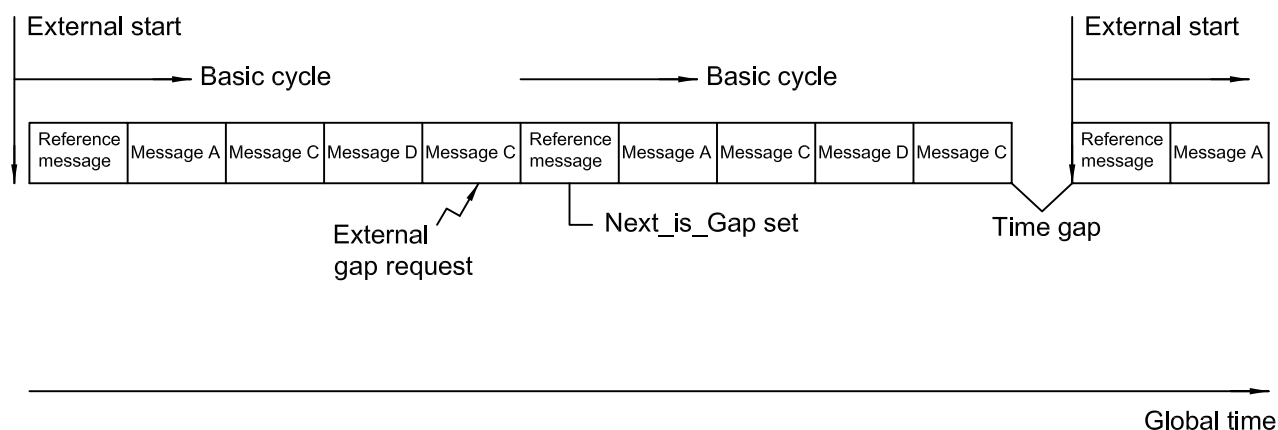 External start
External start
Basic cycle
Basic cycle
Reference
message
Message A
Message C
Message D
Message C
Reference
message
Message A
Message C
Message D
Message C
Reference
message
Message A
External
gap request
Next_is_Gap set
Time gap
Global time